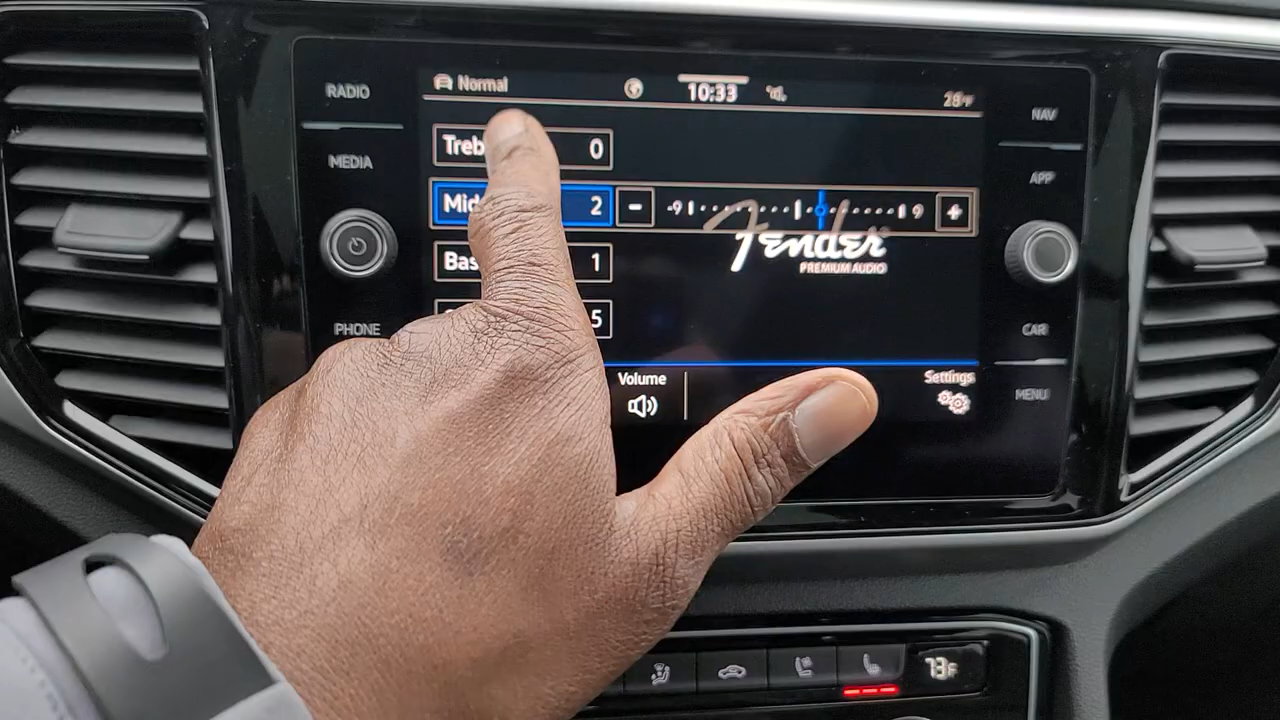 RADIO
Normal
10:33
28°F
NAV
MEDIA
Treb 0
APP
Mid 2 - -9 9 +
Fender
PREMIUM AUDIO
Bas 1
5
PHONE
CAR
Volume
Settings
MENU
73°F